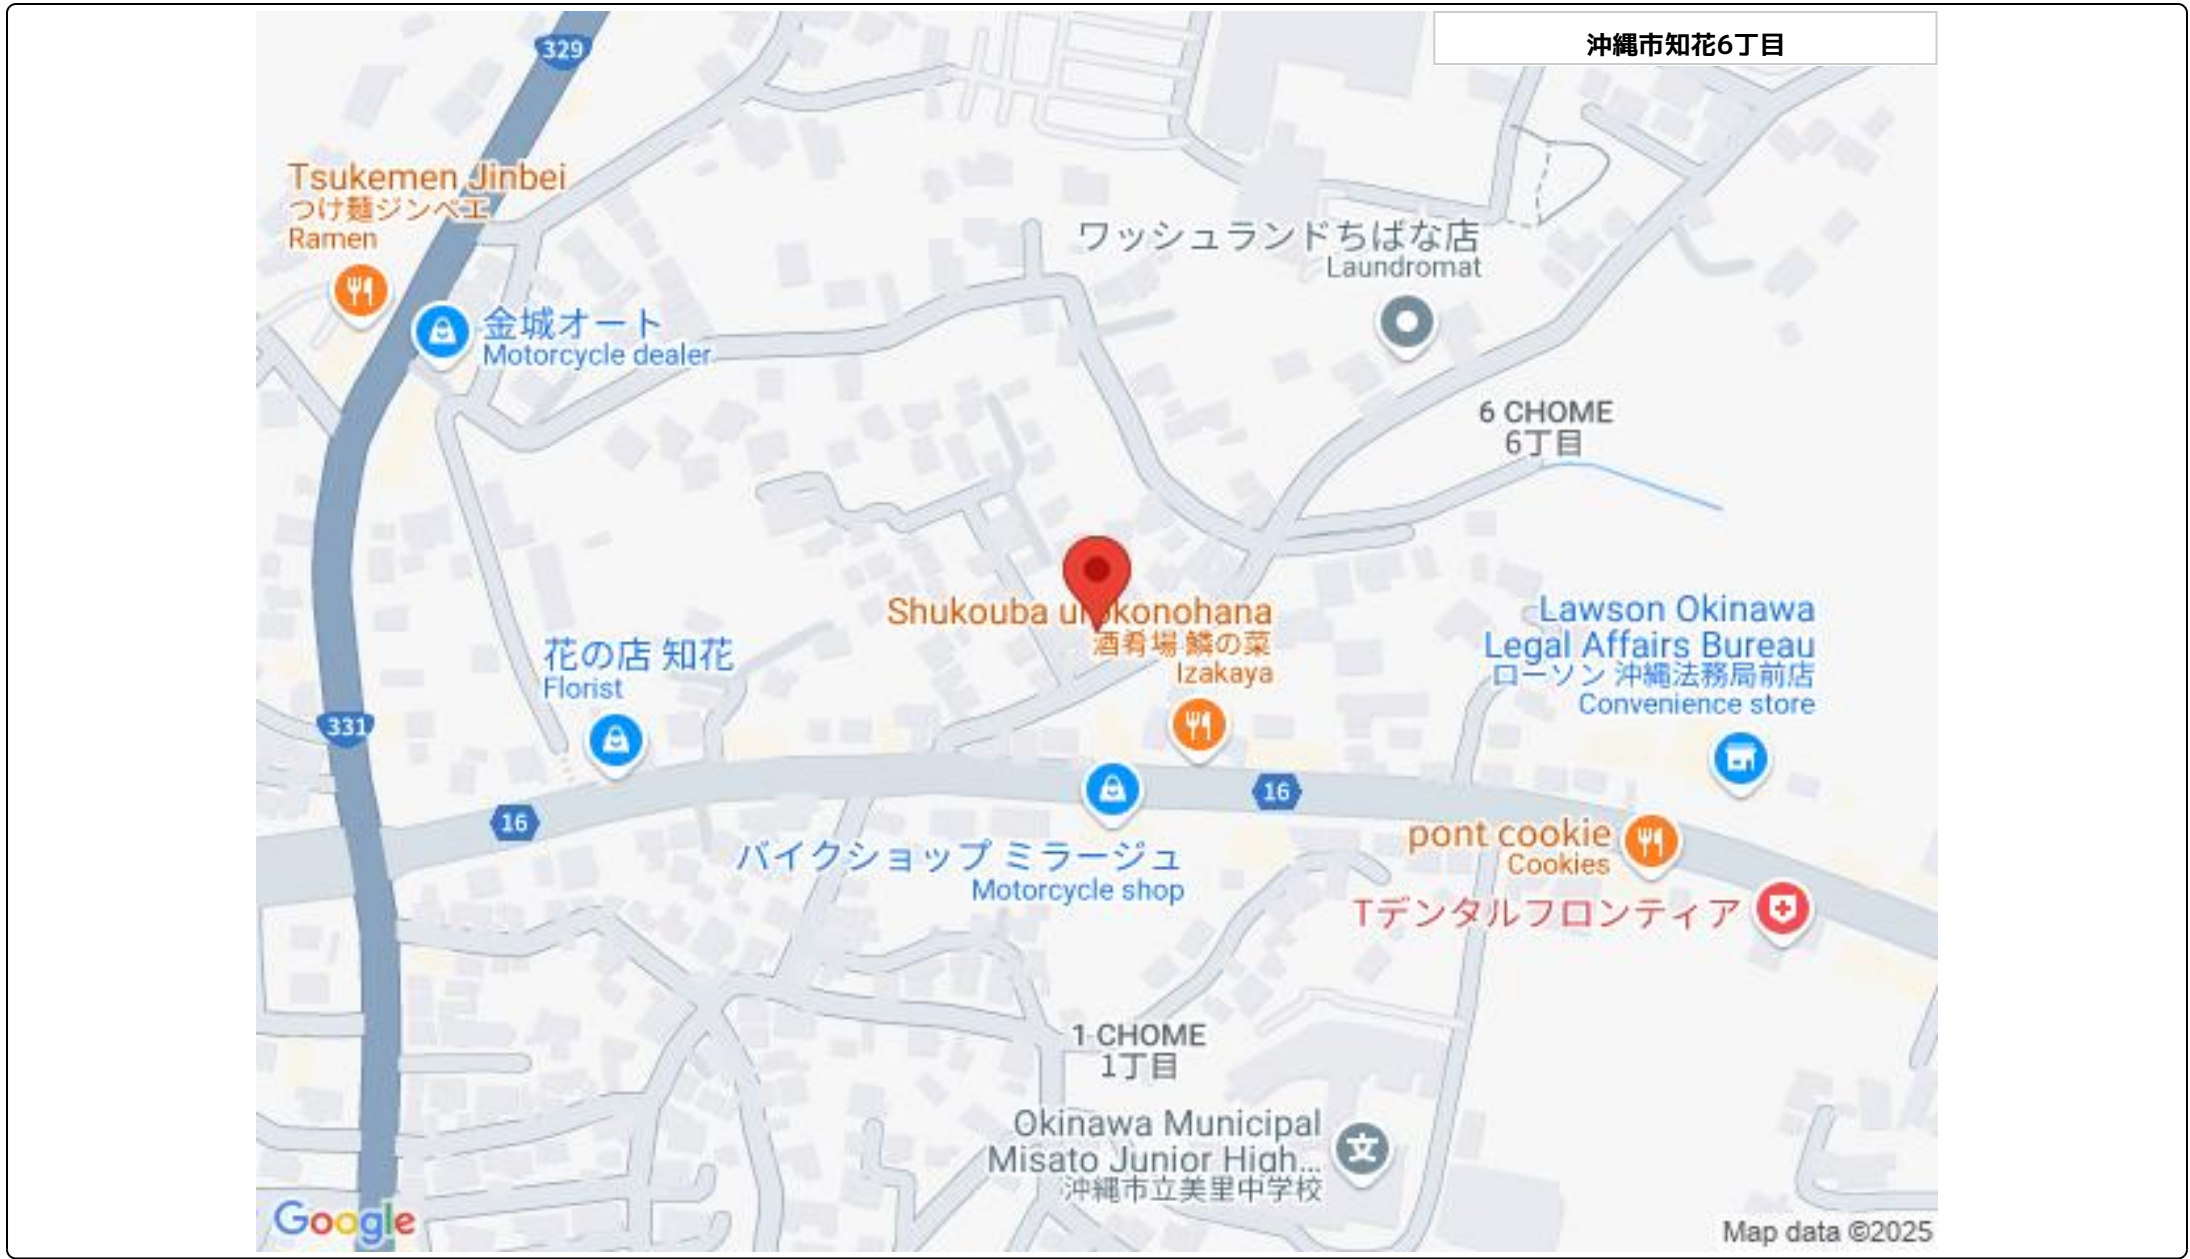 沖縄市知花6丁目
329
Tsukemen Jinbei
つけ麺ジンベエ
Ramen
ワッシュランドちばな店
Laundromat
金城オート
Motorcycle dealer
6 CHOME
6丁目
Shukouba urokonohana
酒肴場 鱗の菜
Izakaya
Lawson Okinawa
Legal Affairs Bureau
ローソン 沖縄法務局前店
Convenience store
花の店 知花
Florist
331
16
16
pont cookie
Cookies
バイクショップ ミラージュ
Motorcycle shop
Tデンタルフロンティア
1 CHOME
1丁目
Okinawa Municipal
Misato Junior High...
沖縄市立美里中学校
Google
Map data ©2025